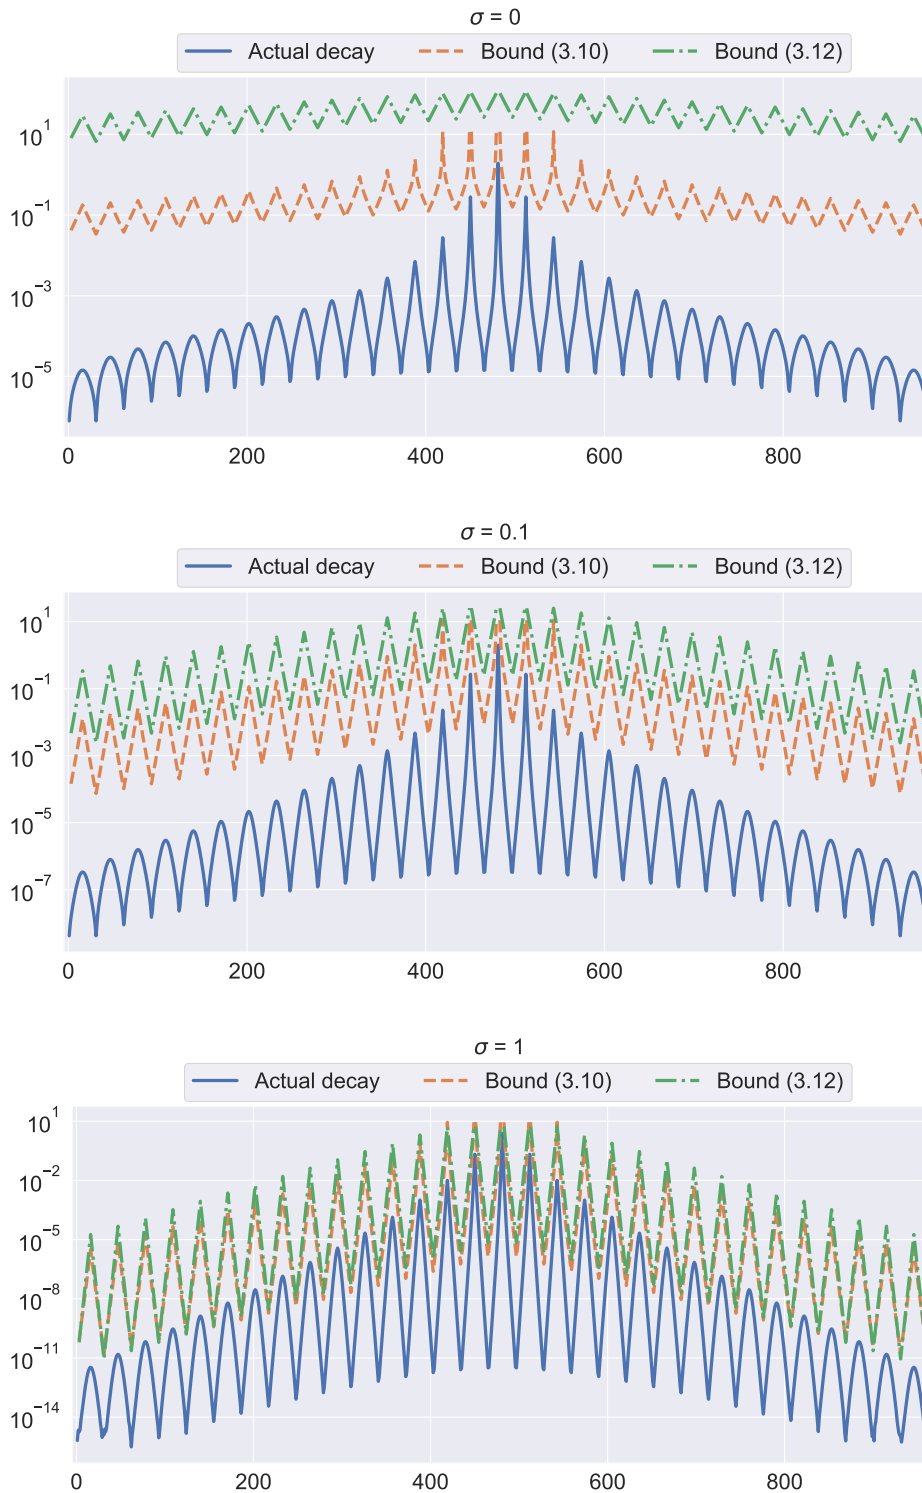 σ = 0
Actual decay Bound (3.10) Bound (3.12)
10^1
10^−1
10^−3
10^−5
0 200 400 600 800
σ = 0.1
Actual decay Bound (3.10) Bound (3.12)
10^1
10^−1
10^−3
10^−5
10^−7
0 200 400 600 800
σ = 1
Actual decay Bound (3.10) Bound (3.12)
10^1
10^−2
10^−5
10^−8
10^−11
10^−14
0 200 400 600 800